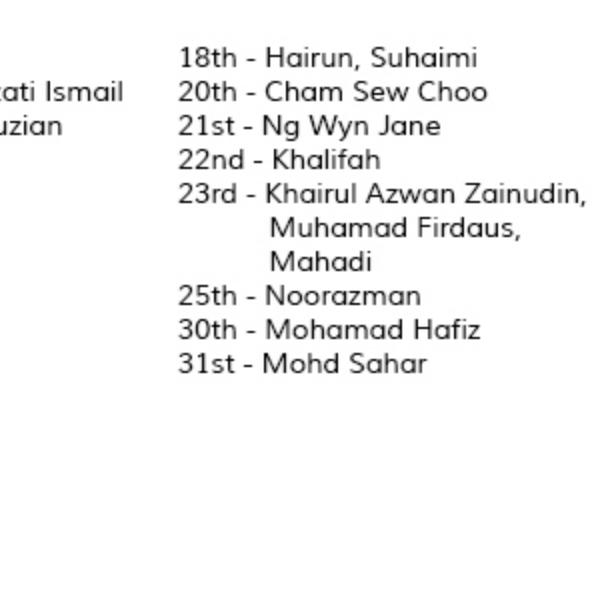 18th - Hairun, Suhaimi
20th - Cham Sew Choo
21st - Ng Wyn Jane
22nd - Khalifah
23rd - Khairul Azwan Zainudin,
Muhamad Firdaus,
Mahadi
25th - Noorazman
30th - Mohamad Hafiz
31st - Mohd Sahar
Ismail